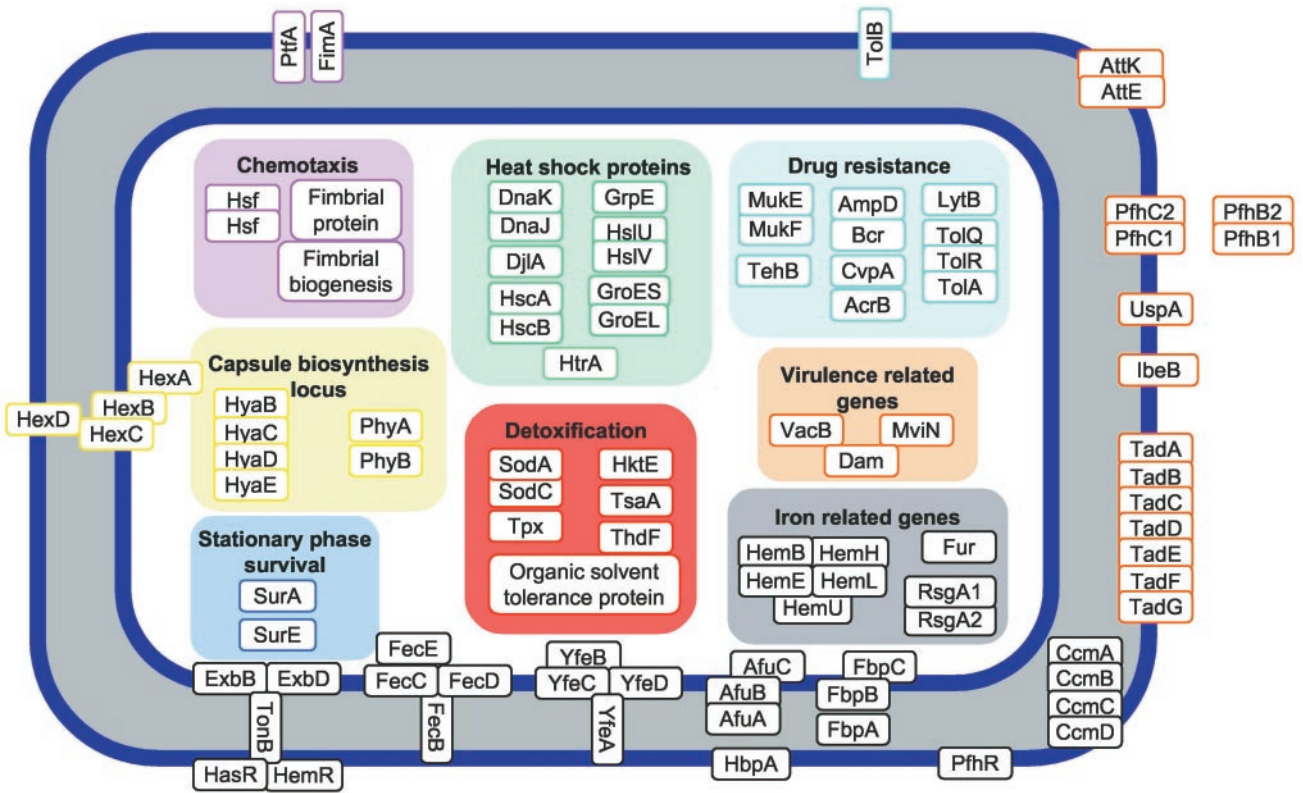 PtfA
FimA
TolB
AttK
AttE
Chemotaxis
Hsf
Hsf
Fimbrial
protein
Fimbrial
biogenesis
Heat shock proteins
DnaK
DnaJ
DjlA
HscA
HscB
GrpE
HslU
HslV
GroES
GroEL
HtrA
Drug resistance
MukE
MukF
TehB
AmpD
Bcr
CvpA
AcrB
LytB
TolQ
TolR
TolA
PfhC2
PfhC1
PfhB2
PfhB1
UspA
IbeB
HexA
HexB
HexC
HexD
Capsule biosynthesis
locus
HyaB
HyaC
HyaD
HyaE
PhyA
PhyB
Detoxification
SodA
SodC
Tpx
HktE
TsaA
ThdF
Organic solvent
tolerance protein
Virulence related
genes
VacB
MviN
Dam
TadA
TadB
TadC
TadD
TadE
TadF
TadG
Stationary phase
survival
SurA
SurE
Iron related genes
HemB
HemH
HemE
HemL
HemU
Fur
RsgA1
RsgA2
ExbB
ExbD
TonB
HasR
HemR
FecE
FecC
FecD
FecB
YfeB
YfeC
YfeD
YfeA
AfuC
AfuB
AfuA
HbpA
FbpC
FbpB
FbpA
PfhR
CcmA
CcmB
CcmC
CcmD